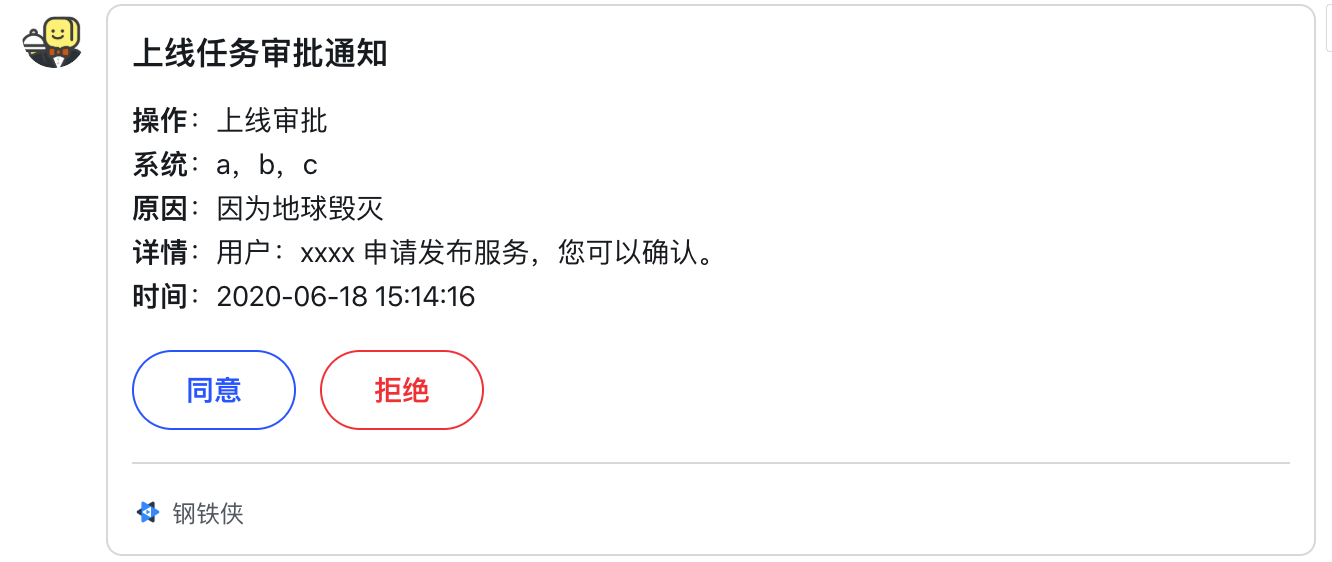 上线任务审批通知
操作：上线审批
系统：a，b，c
原因：因为地球毁灭
详情：用户：xxxx 申请发布服务，您可以确认。
时间：2020-06-18 15:14:16
同意 拒绝
钢铁侠